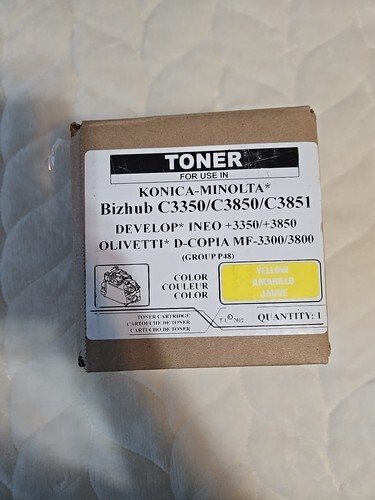 TONER
FOR USE IN
KONICA-MINOLTA*
Bizhub C3350/C3850/C3851
DEVELOP* INEO +3350/+3850
OLIVETTI* D-COPIA MF-3300/3800
(GROUP P48)
COLOR
COULEUR
COLOR
YELLOW
AMARILLO
JAUNE
TONER CARTRIDGE
CARTOUCHE DE TONER
CARTUCHO DE TONER
© 2012
QUANTITY: 1